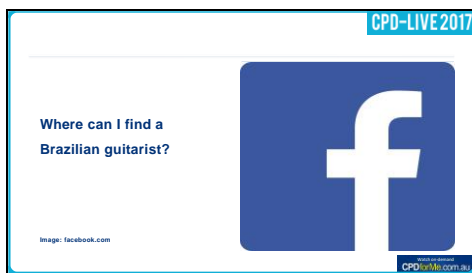 CPD-LIVE 2017
Where can I find a
Brazilian guitarist?
Image: facebook.com
Watch on demand
CPDforMe.com.au